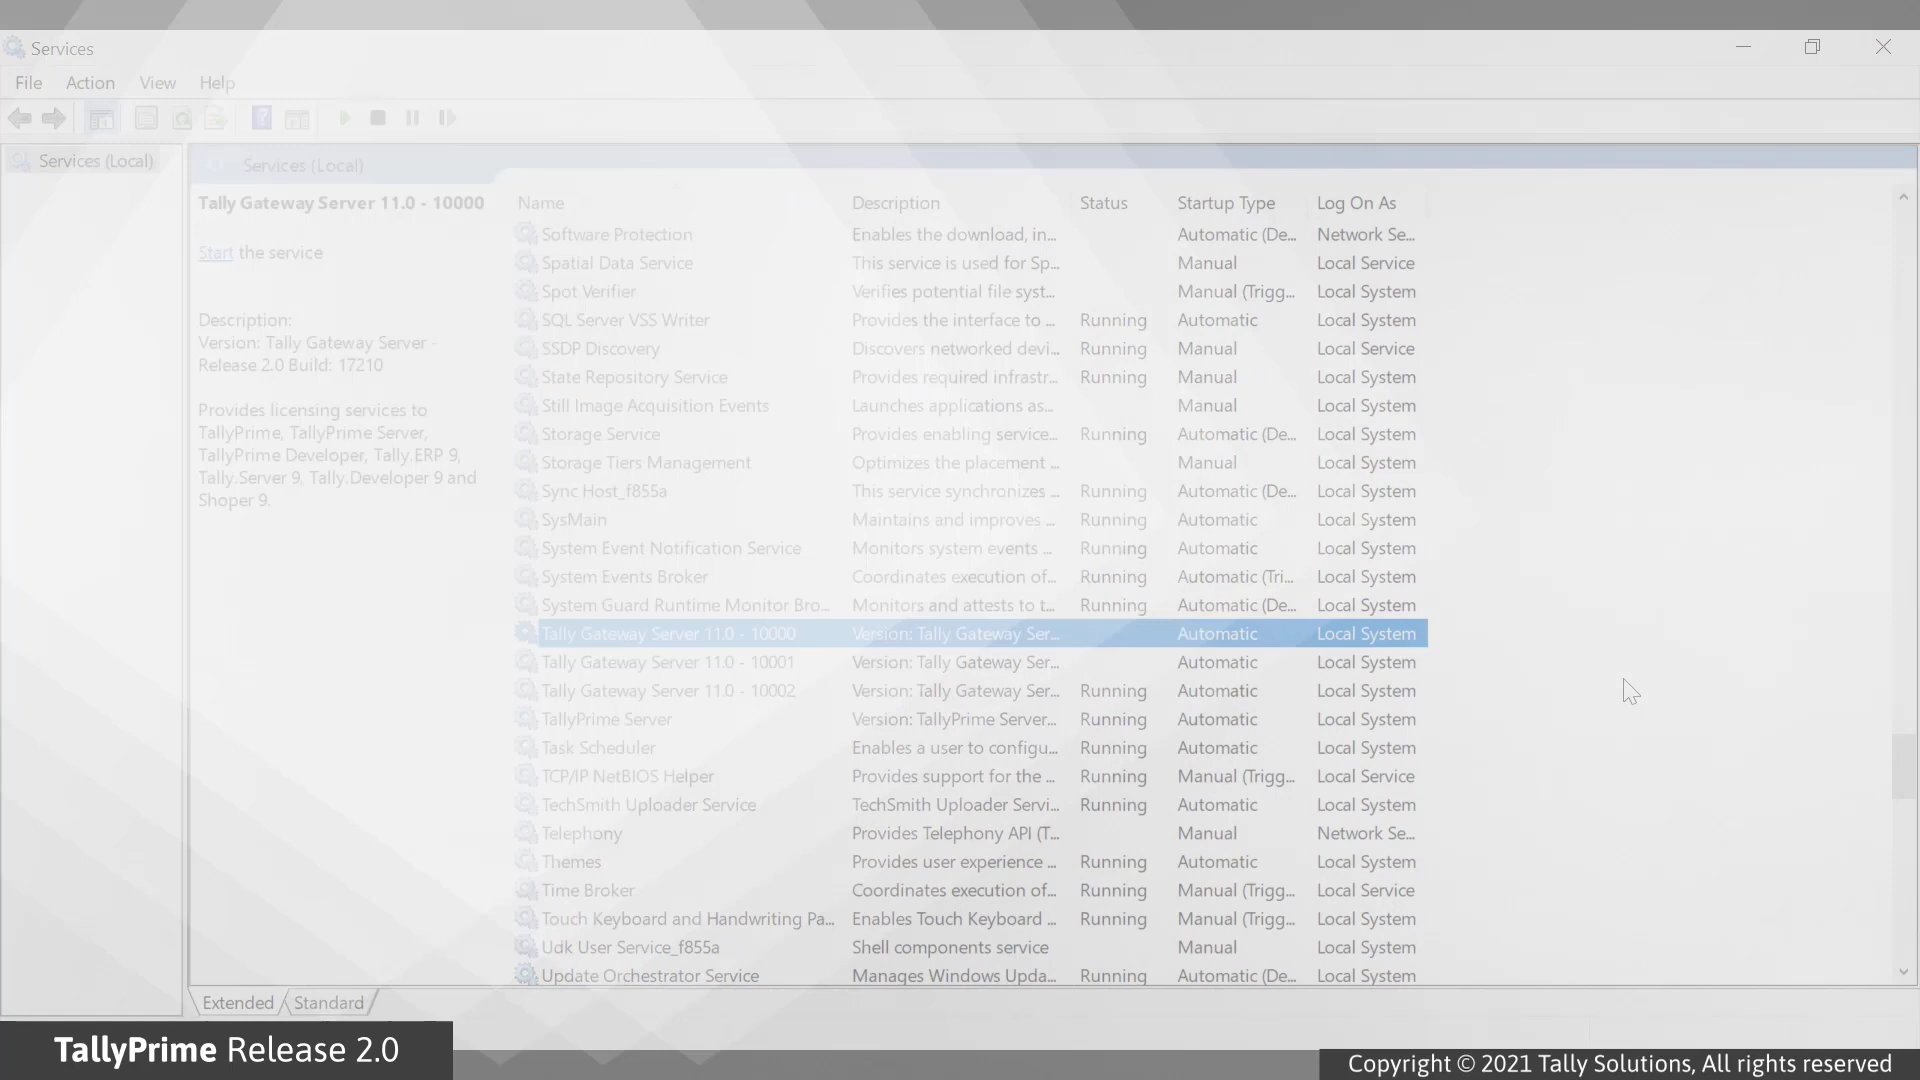 Services
File Action View Help
Services (Local)
Services (Local)
Tally Gateway Server 11.0 - 10000
Start the service
Description:
Version: Tally Gateway Server -
Release 2.0 Build: 17210
Provides licensing services to
TallyPrime, TallyPrime Server,
TallyPrime Developer, Tally.ERP 9,
Tally.Server 9, Tally.Developer 9 and
Shoper 9.
Name Description Status Startup Type Log On As
Software Protection Enables the download, in... Automatic (De... Network Se...
Spatial Data Service This service is used for Sp... Manual Local Service
Spot Verifier Verifies potential file syst... Manual (Trigg... Local System
SQL Server VSS Writer Provides the interface to ... Running Automatic Local System
SSDP Discovery Discovers networked devi... Running Manual Local Service
State Repository Service Provides required infrastr... Running Manual Local System
Still Image Acquisition Events Launches applications as... Manual Local System
Storage Service Provides enabling service... Running Automatic (De... Local System
Storage Tiers Management Optimizes the placement ... Manual Local System
Sync Host_f855a This service synchronizes ... Running Automatic (De... Local System
SysMain Maintains and improves ... Running Automatic Local System
System Event Notification Service Monitors system events ... Running Automatic Local System
System Events Broker Coordinates execution of... Running Automatic (Tri... Local System
System Guard Runtime Monitor Bro... Monitors and attests to t... Running Automatic (De... Local System
Tally Gateway Server 11.0 - 10000 Version: Tally Gateway Ser... Automatic Local System
Tally Gateway Server 11.0 - 10001 Version: Tally Gateway Ser... Automatic Local System
Tally Gateway Server 11.0 - 10002 Version: Tally Gateway Ser... Running Automatic Local System
TallyPrime Server Version: TallyPrime Server... Running Automatic Local System
Task Scheduler Enables a user to configu... Running Automatic Local System
TCP/IP NetBIOS Helper Provides support for the ... Running Manual (Trigg... Local Service
TechSmith Uploader Service TechSmith Uploader Servi... Running Automatic Local System
Telephony Provides Telephony API (T... Manual Network Se...
Themes Provides user experience ... Running Automatic Local System
Time Broker Coordinates execution of... Running Manual (Trigg... Local Service
Touch Keyboard and Handwriting Pa... Enables Touch Keyboard ... Running Manual (Trigg... Local System
Udk User Service_f855a Shell components service Manual Local System
Update Orchestrator Service Manages Windows Upda... Running Automatic (De... Local System
Extended Standard
TallyPrime Release 2.0
Copyright © 2021 Tally Solutions, All rights reserved